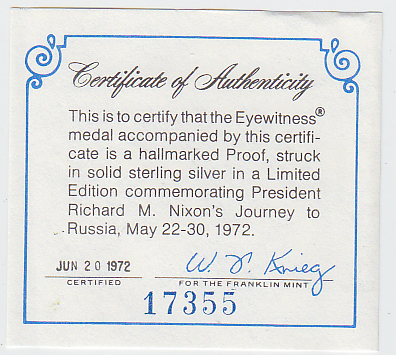 Certificate of Authenticity
This is to certify that the Eyewitness®
medal accompanied by this certifi-
cate is a hallmarked Proof, struck
in solid sterling silver in a Limited
Edition commemorating President
Richard M. Nixon's Journey to
Russia, May 22-30, 1972.
JUN 20 1972 W. F. Krieg
CERTIFIED FOR THE FRANKLIN MINT
17355